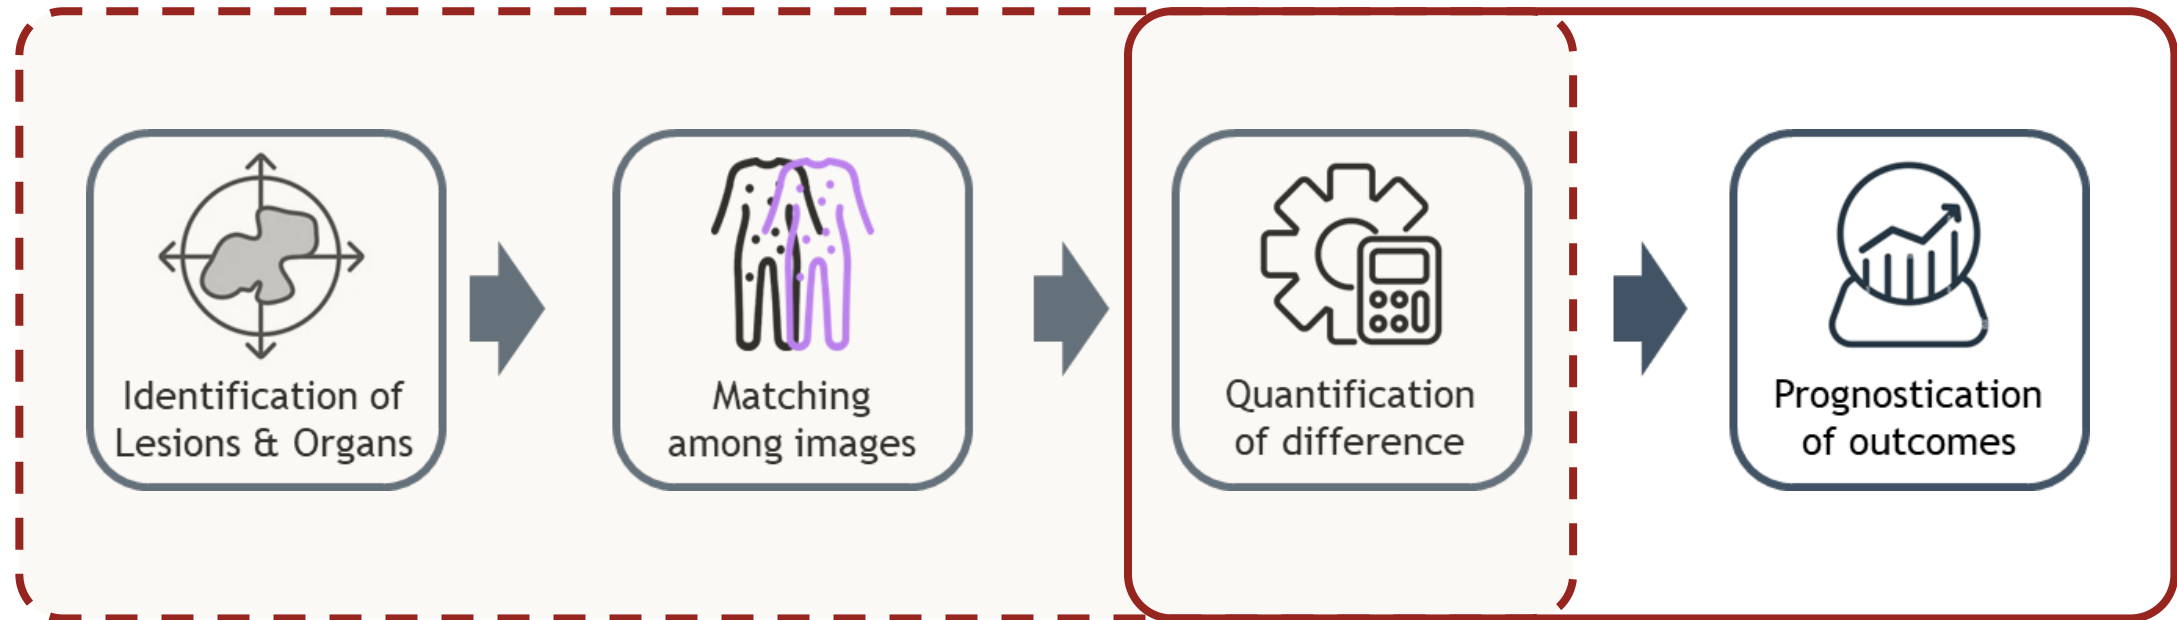 Identification of
Lesions & Organs
Matching
among images
Quantification
of difference
Prognostication
of outcomes